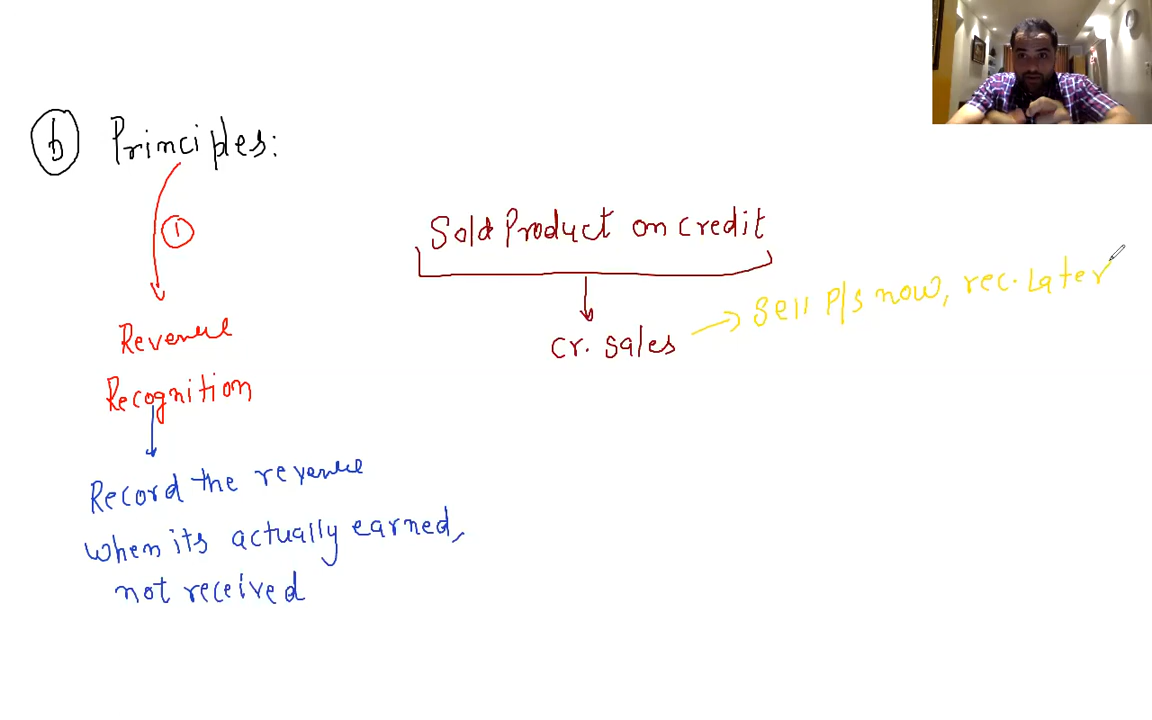 b Principles:
1
Revenue
Recognition
Record the revenue
when its actually earned,
not received
Sold Product on credit
cr. sales
Sell P/s now, rec. Later